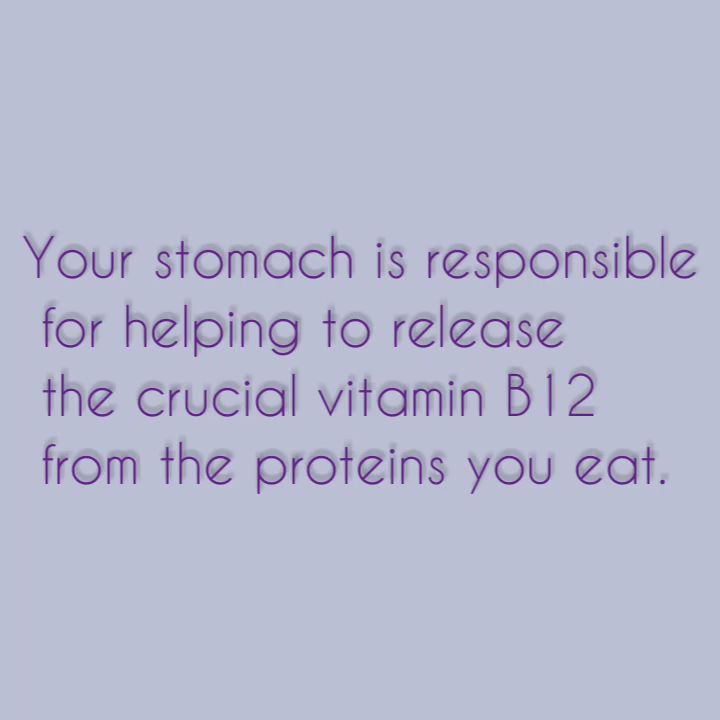 Your stomach is responsible
for helping to release
the crucial vitamin B12
from the proteins you eat.